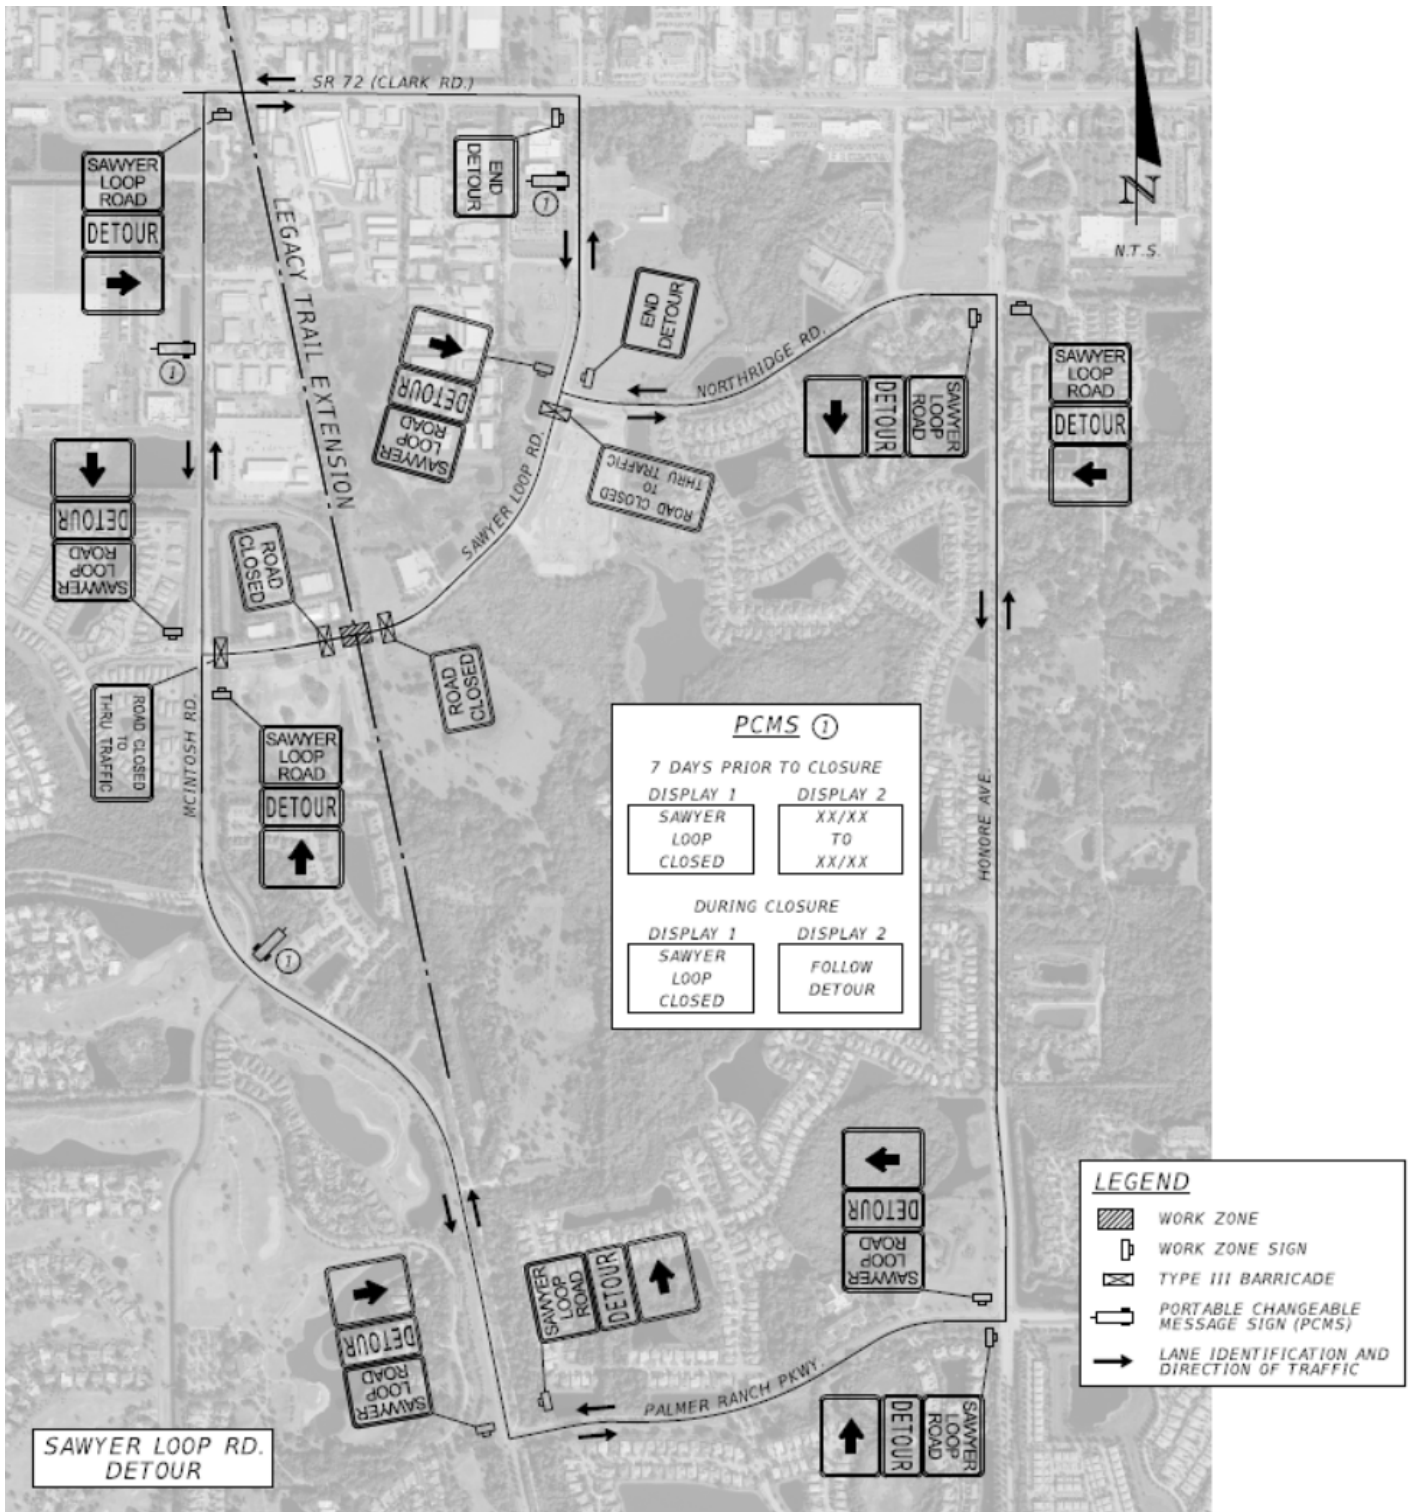 SR 72 (CLARK RD.)
SAWYER
LOOP
ROAD
DETOUR
END
DETOUR
1
N
N.T.S.
LEGACY TRAIL EXTENSION
END
DETOUR
NORTHRIDGE RD.
SAWYER
LOOP
ROAD
DETOUR
1
SAWYER
LOOP
ROAD
DETOUR
SAWYER
LOOP
ROAD
DETOUR
SAWYER LOOP RD.
ROAD CLOSED
TO
THRU TRAFFIC
SAWYER
LOOP
ROAD
DETOUR
ROAD
CLOSED
ROAD
CLOSED
ROAD CLOSED
TO
THRU TRAFFIC
MCINTOSH RD.
SAWYER
LOOP
ROAD
DETOUR
1
PCMS 1
7 DAYS PRIOR TO CLOSURE
DISPLAY 1 DISPLAY 2
SAWYER XX/XX
LOOP TO
CLOSED XX/XX
DURING CLOSURE
DISPLAY 1 DISPLAY 2
SAWYER
LOOP
CLOSED
FOLLOW
DETOUR
HONORE AVE.
SAWYER
LOOP
ROAD
DETOUR
SAWYER
LOOP
ROAD
DETOUR
SAWYER
LOOP
ROAD
DETOUR
PALMER RANCH PKWY
SAWYER
LOOP
ROAD
DETOUR
LEGEND
WORK ZONE
WORK ZONE SIGN
TYPE III BARRICADE
PORTABLE CHANGEABLE
MESSAGE SIGN (PCMS)
LANE IDENTIFICATION AND
DIRECTION OF TRAFFIC
SAWYER LOOP RD.
DETOUR